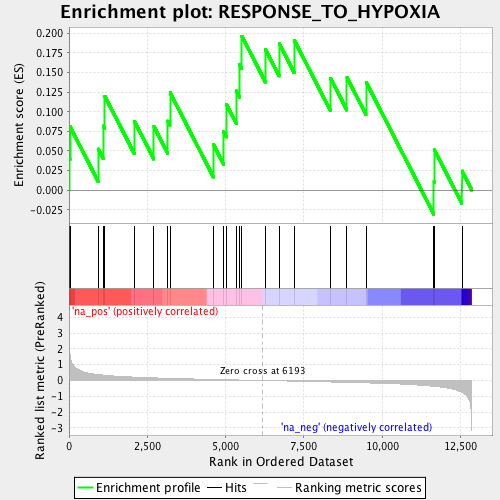 Enrichment plot: RESPONSE_TO_HYPOXIA
Enrichment score (ES)
0.200
0.175
0.150
0.125
0.100
0.075
0.050
0.025
0.000
-0.025
'na_pos' (positively correlated)
Ranked list metric (PreRanked)
4
3
2
1
0
-1
-2
-3
Zero cross at 6193
'na_neg' (negatively correlated)
0
2,500
5,000
7,500
10,000
12,500
Rank in Ordered Dataset
Enrichment profile
Hits
Ranking metric scores